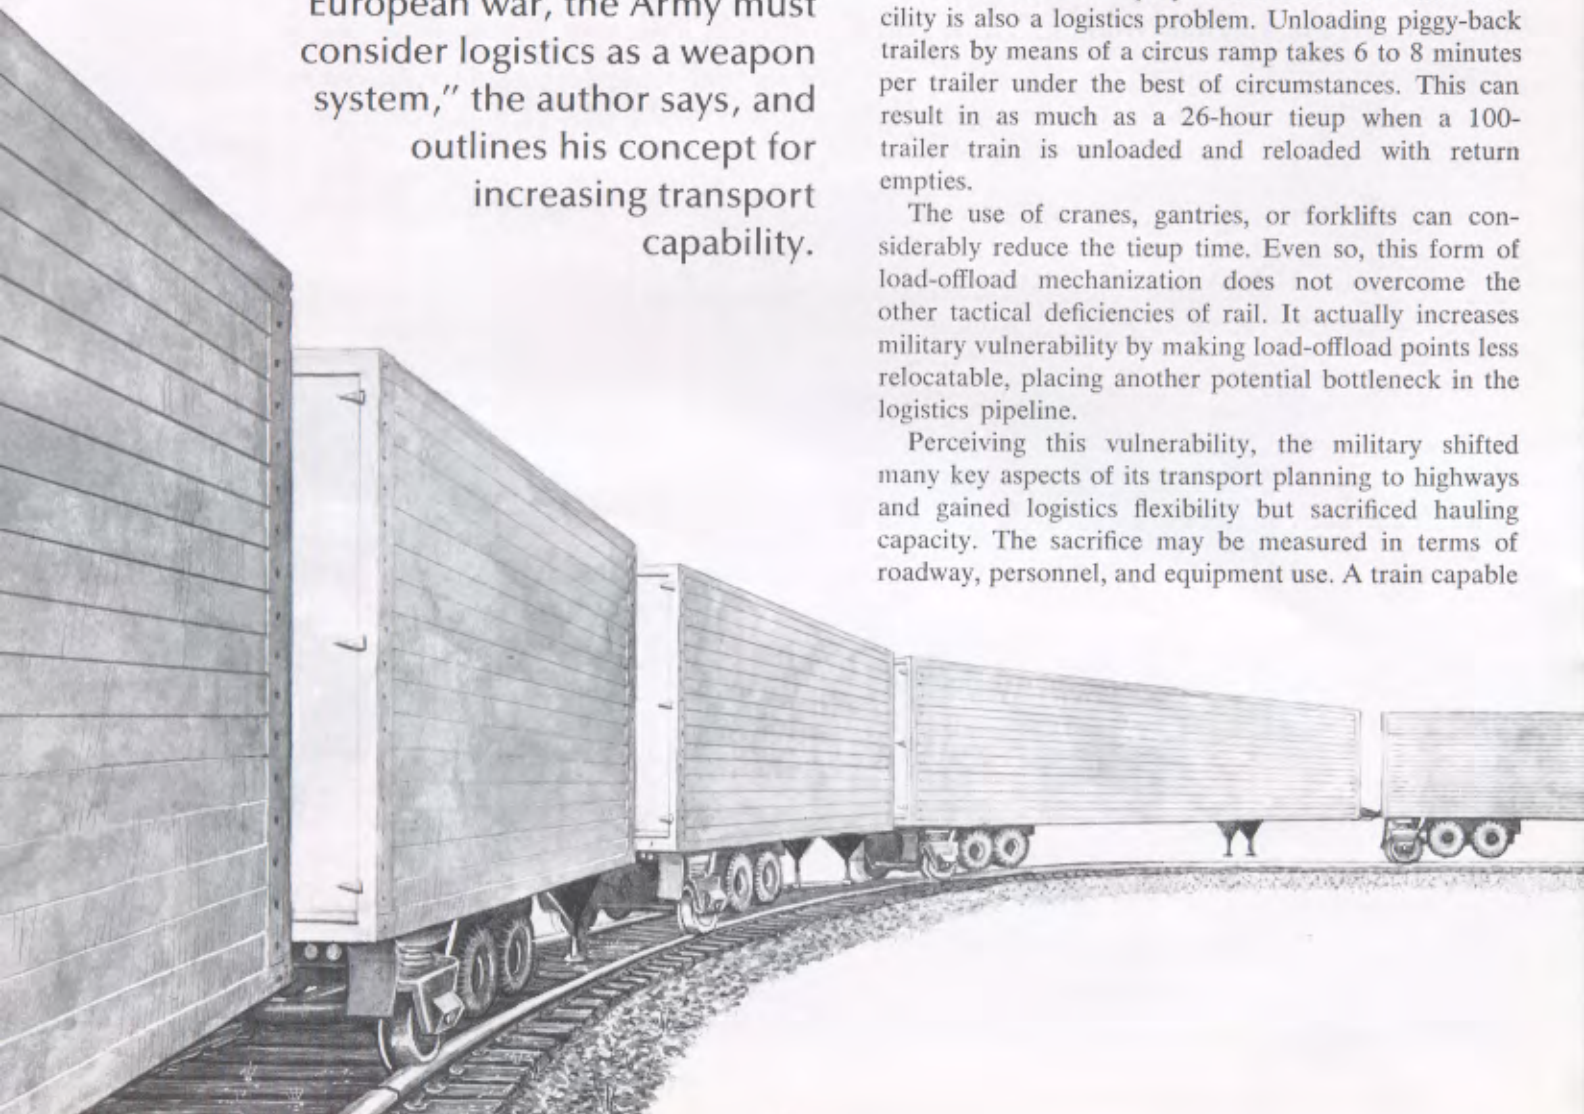 European war, the Army must
consider logistics as a weapon
system,” the author says, and
outlines his concept for
increasing transport
capability.
cility is also a logistics problem. Unloading piggy-back
trailers by means of a circus ramp takes 6 to 8 minutes
per trailer under the best of circumstances. This can
result in as much as a 26-hour tieup when a 100-
trailer train is unloaded and reloaded with return
empties.
The use of cranes, gantries, or forklifts can con-
siderably reduce the tieup time. Even so, this form of
load-offload mechanization does not overcome the
other tactical deficiencies of rail. It actually increases
military vulnerability by making load-offload points less
relocatable, placing another potential bottleneck in the
logistics pipeline.
Perceiving this vulnerability, the military shifted
many key aspects of its transport planning to highways
and gained logistics flexibility but sacrificed hauling
capacity. The sacrifice may be measured in terms of
roadway, personnel, and equipment use. A train capable